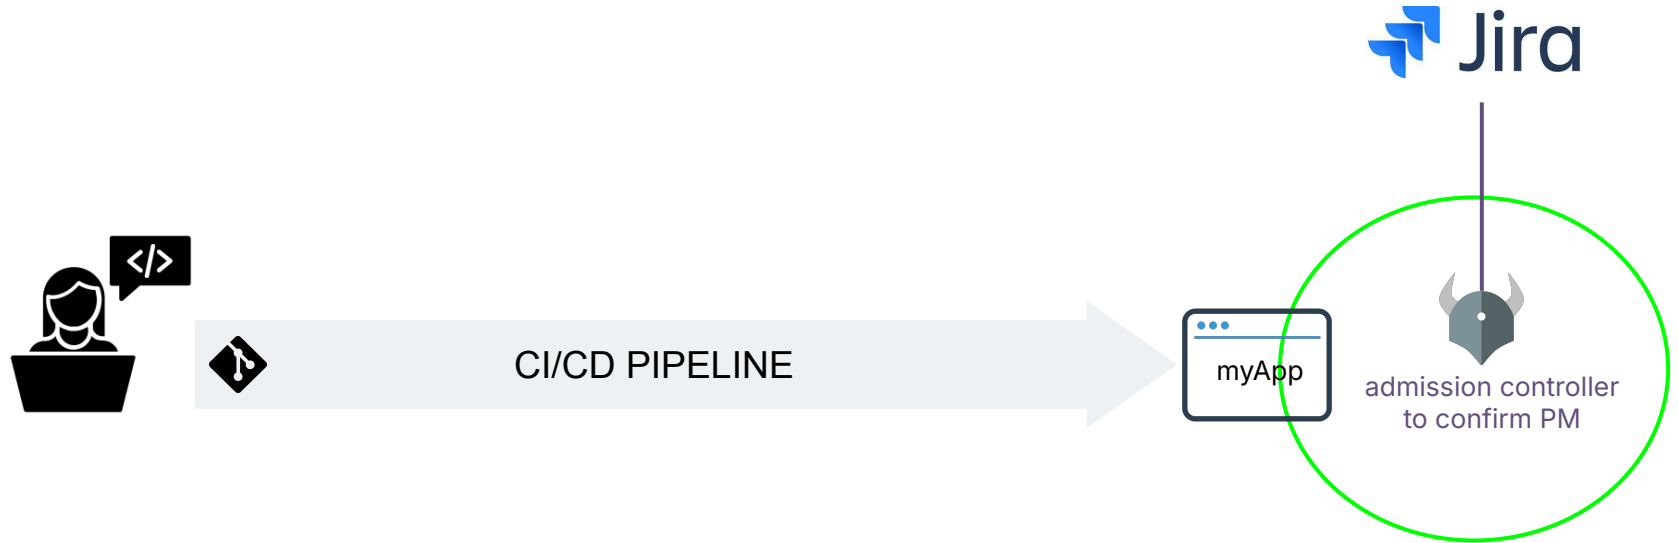 Jira
</>
CI/CD PIPELINE
myApp
admission controller
to confirm PM